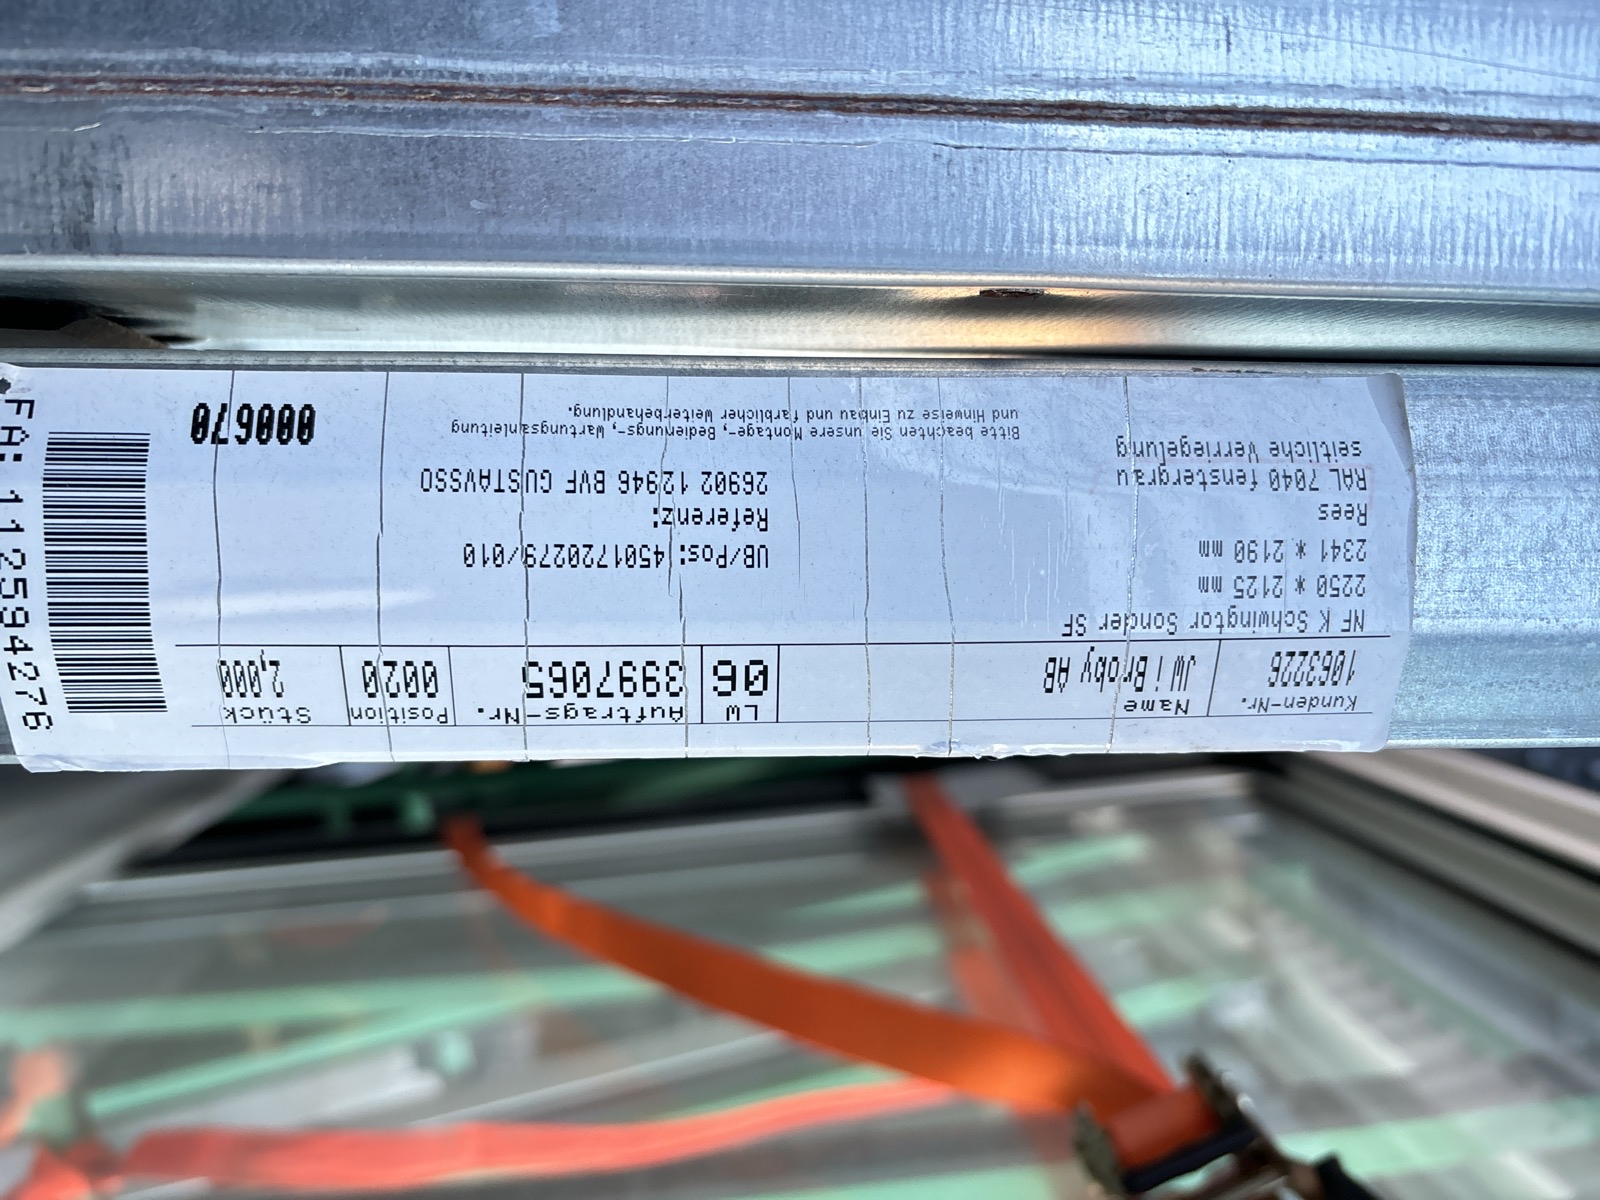 Kunden-Nr. Name LW Auftrags-Nr. Position Stück
1063226 JW i Broby AB 06 3997065 0020 2,000
NF K Schwingtor Sonder SF
2250 * 2125 mm
2341 * 2190 mm
Rees
RAL 7040 fenstergrau
seitliche Verriegelung
UB/Pos: 4501720279/010
Referenz:
26902 12946 BVF GUSTAVSSO
Bitte beachten Sie unsere Montage-, Bedienungs-, Wartungsanleitung
und Hinweise zu Einbau und farblicher Weiterbehandlung.
000670
FA: 112594276